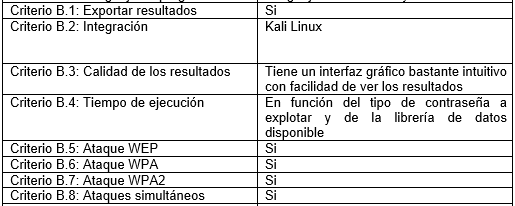 Criterio B.1: Exportar resultados Si
Criterio B.2: Integración Kali Linux
Criterio B.3: Calidad de los resultados Tiene un interfaz gráfico bastante intuitivo
con facilidad de ver los resultados
Criterio B.4: Tiempo de ejecución En función del tipo de contraseña a
explotar y de la librería de datos
disponible
Criterio B.5: Ataque WEP Si
Criterio B.6: Ataque WPA Si
Criterio B.7: Ataque WPA2 Si
Criterio B.8: Ataques simultáneos Si